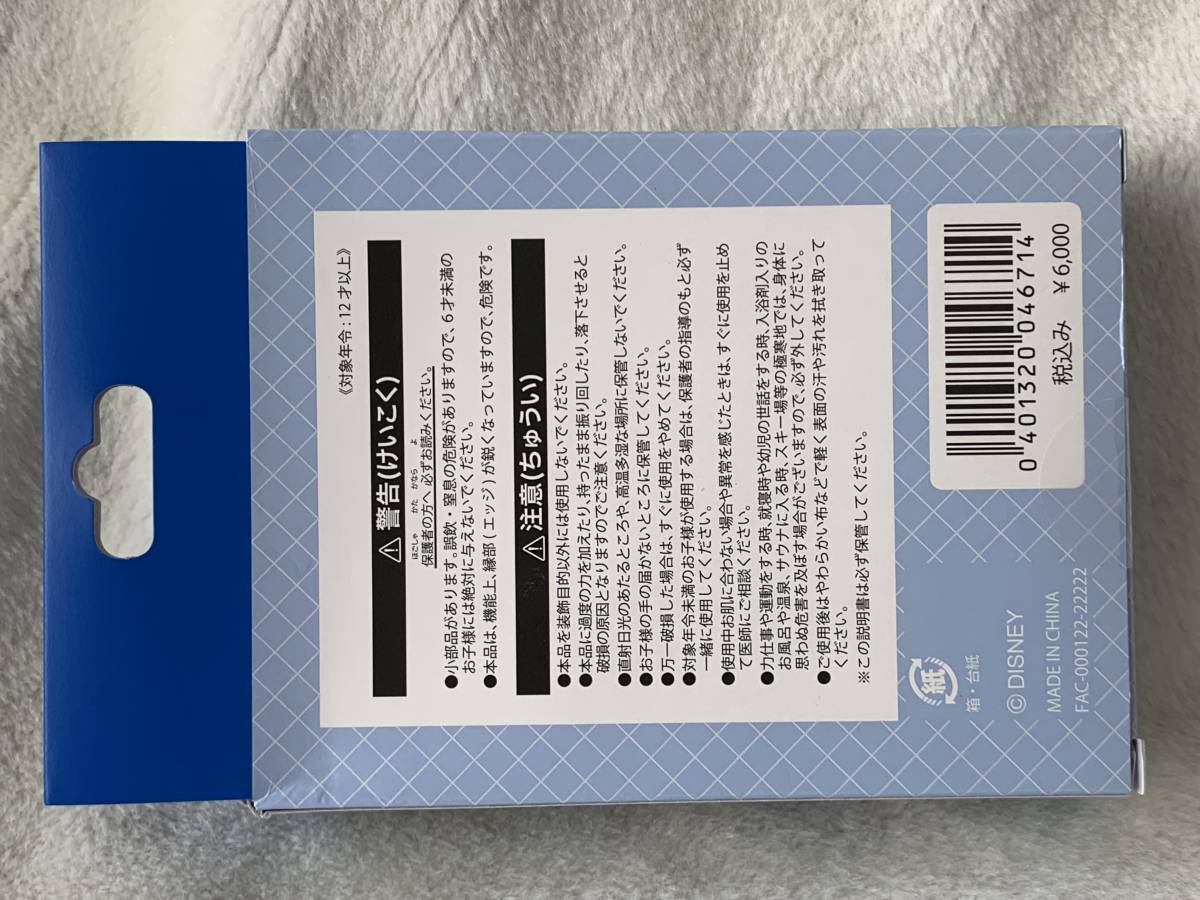 《対象年令：12才以上》
⚠警告(けいこく)
ほごしゃ かた かなら よ
保護者の方へ 必ずお読みください。
●小部品があります。誤飲・窒息の危険がありますので、6才未満の
お子様には絶対に与えないでください。
●本品は、機能上、縁部(エッジ)が鋭くなっていますので、危険です。
⚠注意(ちゅうい)
●本品を装飾目的以外には使用しないでください。
●本品に過度の力を加えたり、持ったまま振り回したり、落下させると
破損の原因となりますのでご注意ください。
●直射日光のあたるところや、高温多湿な場所に保管しないでください。
●お子様の手の届かないところに保管してください。
●万一破損した場合は、すぐに使用をやめてください。
●対象年令未満のお子様が使用する場合は、保護者の指導のもと必ず
一緒に使用してください。
●使用中お肌に合わない場合や異常を感じたときは、すぐに使用を止め
て医師にご相談ください。
●力仕事や運動をする時、就寝時や幼児の世話をする時、入浴剤入りの
お風呂や温泉、サウナに入る時、スキー場等の極寒地では、身体に
思わぬ危害を及ぼす場合がございますので、必ず外してください。
●ご使用後はやわらかい布などで軽く表面の汗や汚れを拭き取って
ください。
※この説明書は必ず保管してください。
紙
箱・台紙
© DISNEY
MADE IN CHINA
FAC-000122-22222
0 401320 046714
税込み ￥6,000